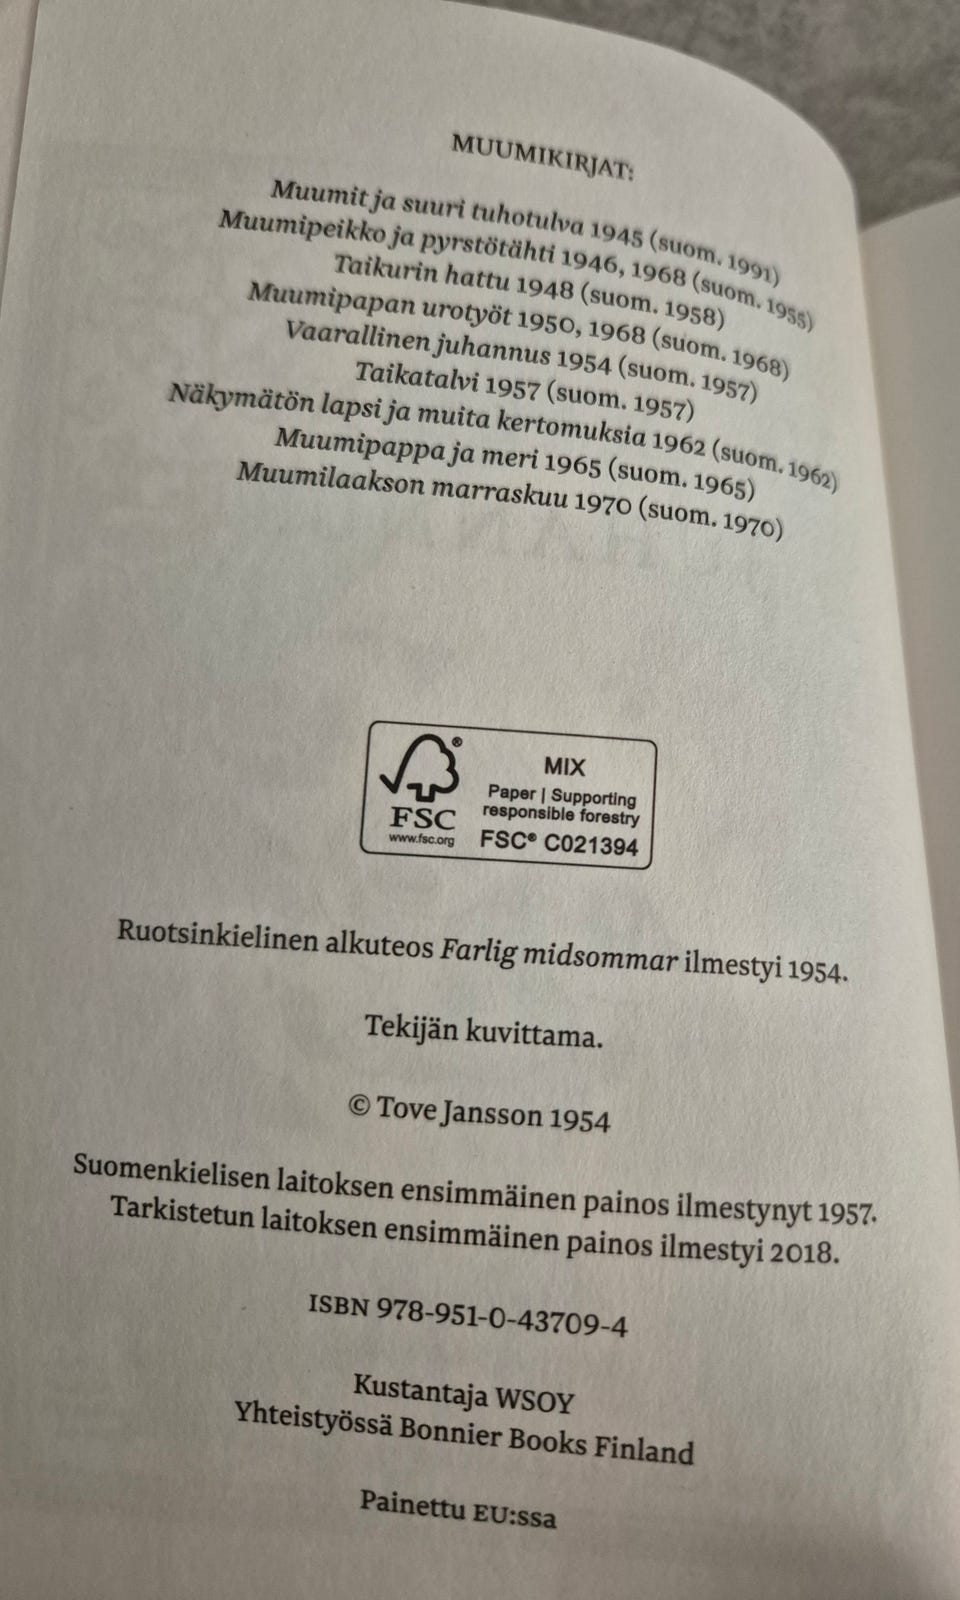 MUUMIKIRJAT:
Muumit ja suuri tuhotulva 1945 (suom. 1991)
Muumipeikko ja pyrstötähti 1946, 1968 (suom. 1955)
Taikurin hattu 1948 (suom. 1958)
Muumipapan urotyöt 1950, 1968 (suom. 1968)
Vaarallinen juhannus 1954 (suom. 1957)
Taikatalvi 1957 (suom. 1957)
Näkymätön lapsi ja muita kertomuksia 1962 (suom. 1962)
Muumipappa ja meri 1965 (suom. 1965)
Muumilaakson marraskuu 1970 (suom. 1970)
FSC®
www.fsc.org
MIX
Paper | Supporting
responsible forestry
FSC® C021394
Ruotsinkielinen alkuteos Farlig midsommar ilmestyi 1954.
Tekijän kuvittama.
© Tove Jansson 1954
Suomenkielisen laitoksen ensimmäinen painos ilmestynyt 1957.
Tarkistetun laitoksen ensimmäinen painos ilmestyi 2018.
ISBN 978-951-0-43709-4
Kustantaja WSOY
Yhteistyössä Bonnier Books Finland
Painettu EU:ssa